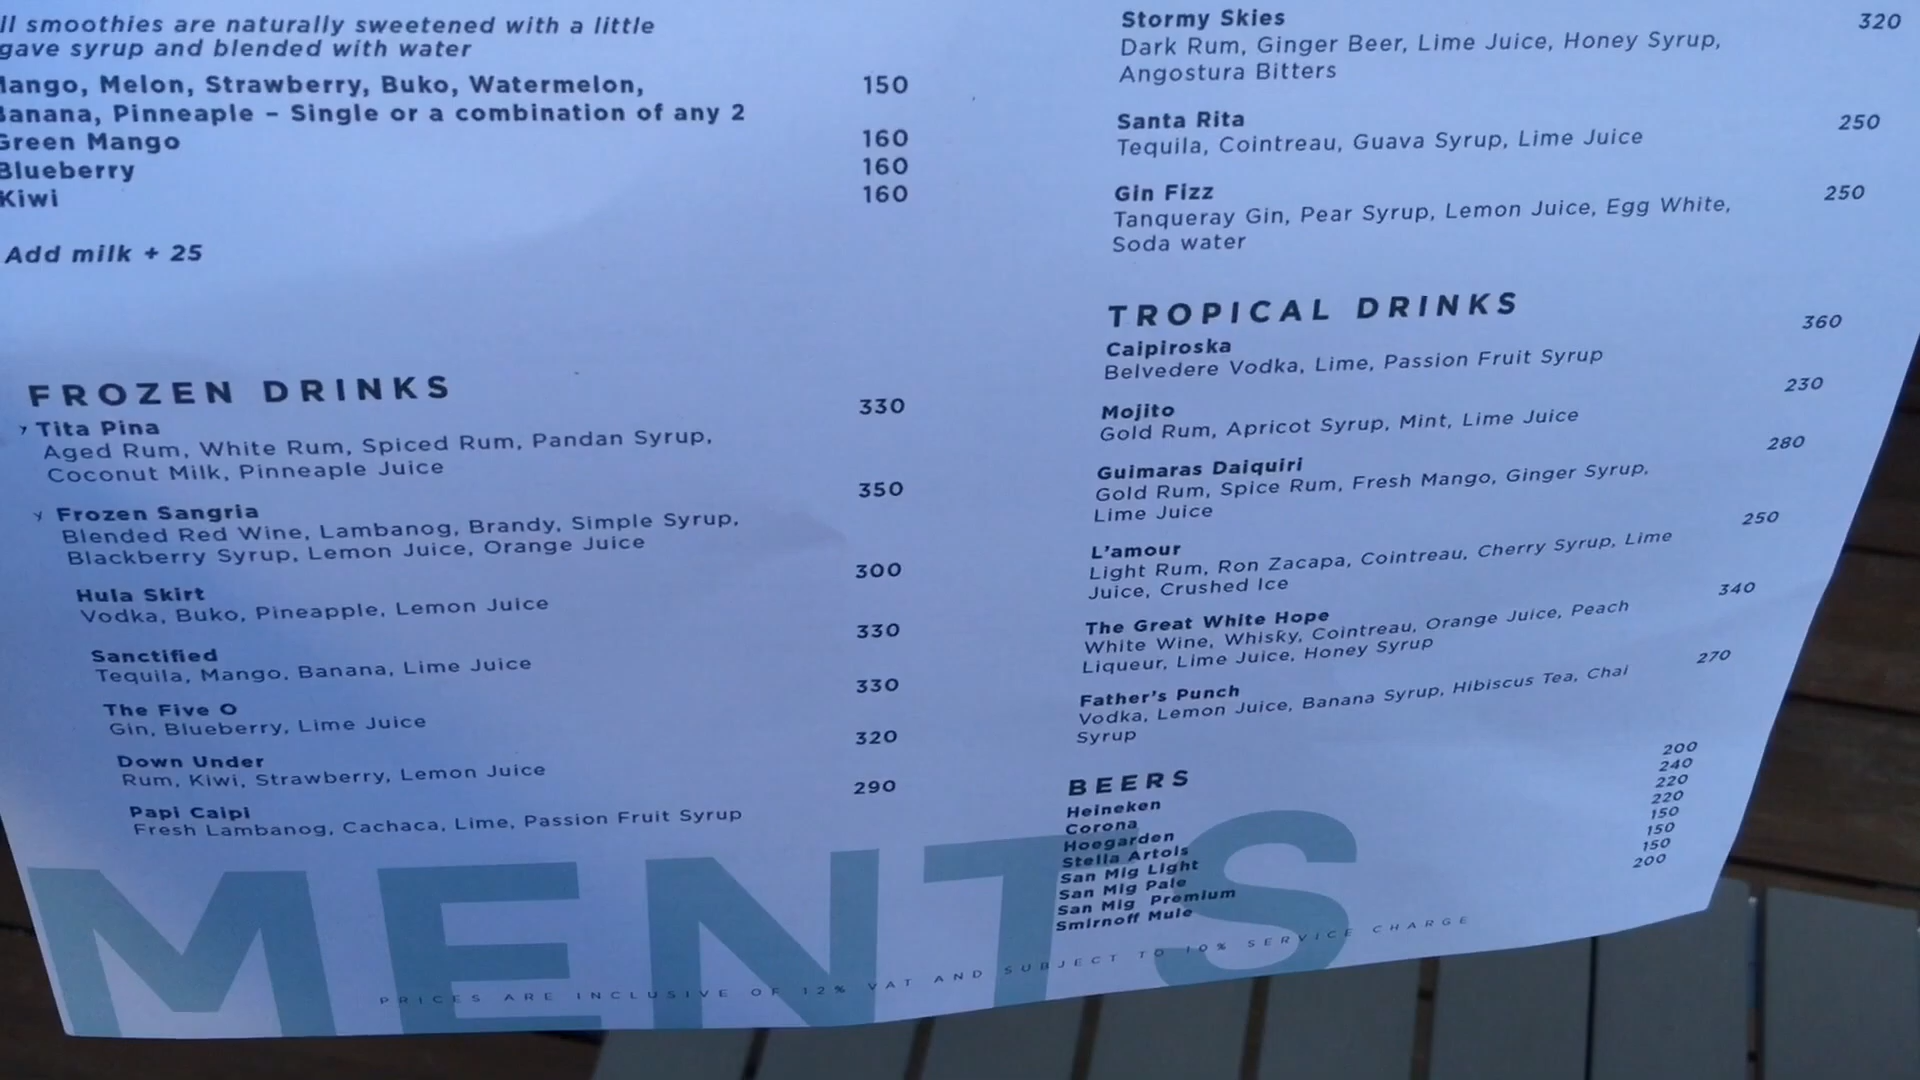 ll smoothies are naturally sweetened with a little
gave syrup and blended with water
Mango, Melon, Strawberry, Buko, Watermelon,
Banana, Pinneaple – Single or a combination of any 2
150
Green Mango
160
Blueberry
160
Kiwi
160
Add milk + 25
FROZEN DRINKS
Tita Pina
330
Aged Rum, White Rum, Spiced Rum, Pandan Syrup,
Coconut Milk, Pinneaple Juice
Frozen Sangria
350
Blended Red Wine, Lambanog, Brandy, Simple Syrup,
Blackberry Syrup, Lemon Juice, Orange Juice
Hula Skirt
300
Vodka, Buko, Pineapple, Lemon Juice
Sanctified
330
Tequila, Mango, Banana, Lime Juice
The Five O
330
Gin, Blueberry, Lime Juice
Down Under
320
Rum, Kiwi, Strawberry, Lemon Juice
Papi Caipi
290
Fresh Lambanog, Cachaca, Lime, Passion Fruit Syrup
Stormy Skies
320
Dark Rum, Ginger Beer, Lime Juice, Honey Syrup,
Angostura Bitters
Santa Rita
250
Tequila, Cointreau, Guava Syrup, Lime Juice
Gin Fizz
250
Tanqueray Gin, Pear Syrup, Lemon Juice, Egg White,
Soda water
TROPICAL DRINKS
Caipiroska
360
Belvedere Vodka, Lime, Passion Fruit Syrup
Mojito
230
Gold Rum, Apricot Syrup, Mint, Lime Juice
Guimaras Daiquiri
280
Gold Rum, Spice Rum, Fresh Mango, Ginger Syrup,
Lime Juice
L'amour
250
Light Rum, Ron Zacapa, Cointreau, Cherry Syrup, Lime
Juice, Crushed Ice
The Great White Hope
340
White Wine, Whisky, Cointreau, Orange Juice, Peach
Liqueur, Lime Juice, Honey Syrup
Father's Punch
270
Vodka, Lemon Juice, Banana Syrup, Hibiscus Tea, Chai
Syrup
BEERS
Heineken
200
Corona
240
Hoegarden
220
Stella Artois
220
San Mig Light
150
San Mig Pale
150
San Mig Premium
150
Smirnoff Mule
200
MENTS
PRICES ARE INCLUSIVE OF 12% VAT AND SUBJECT TO 10% SERVICE CHARGE